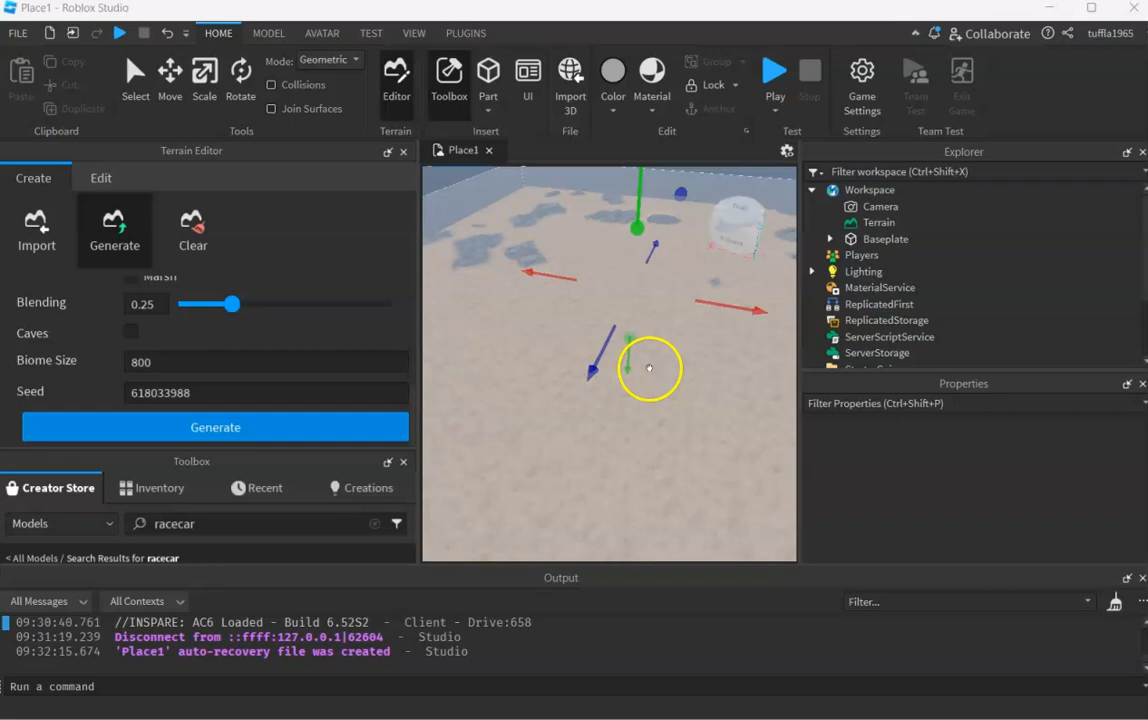 Place1 - Roblox Studio
FILE HOME MODEL AVATAR TEST VIEW PLUGINS Collaborate tuffla1965
Paste Copy Cut Duplicate Select Move Scale Rotate Mode: Geometric Collisions Join Surfaces Editor Toolbox Part UI Import 3D Color Material Group Lock Anchor Play Stop Game Settings Team Test Exit Game
Clipboard Tools Terrain Insert File Edit Test Settings Team Test
Terrain Editor
Create Edit
Import Generate Clear
Marsh
Blending 0.25
Caves
Biome Size 800
Seed 618033988
Generate
Toolbox
Creator Store Inventory Recent Creations
Models racecar
< All Models / Search Results for racecar
Place1
Explorer
Filter workspace (Ctrl+Shift+X)
Workspace
Camera
Terrain
Baseplate
Players
Lighting
MaterialService
ReplicatedFirst
ReplicatedStorage
ServerScriptService
ServerStorage
Properties
Filter Properties (Ctrl+Shift+P)
Output
All Messages All Contexts Filter...
09:30:40.761 //INSPARE: AC6 Loaded - Build 6.52S2 - Client - Drive:658
09:31:19.239 Disconnect from ::ffff:127.0.0.1|62604 - Studio
09:32:15.674 'Place1' auto-recovery file was created - Studio
Run a command